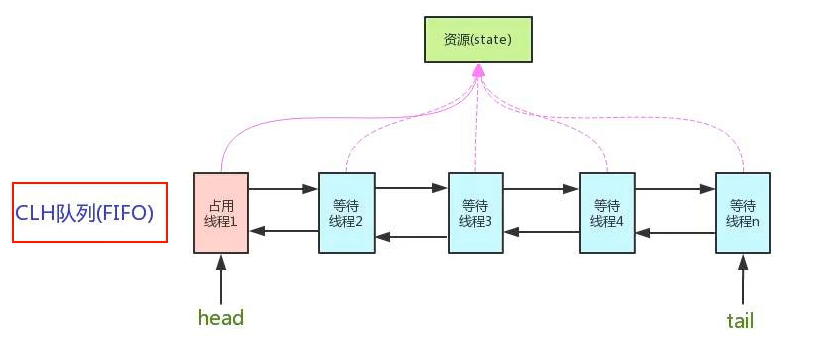 资源(state)
CLH队列(FIFO)
占用
线程1
等待
线程2
等待
线程3
等待
线程4
等待
线程n
head
tail